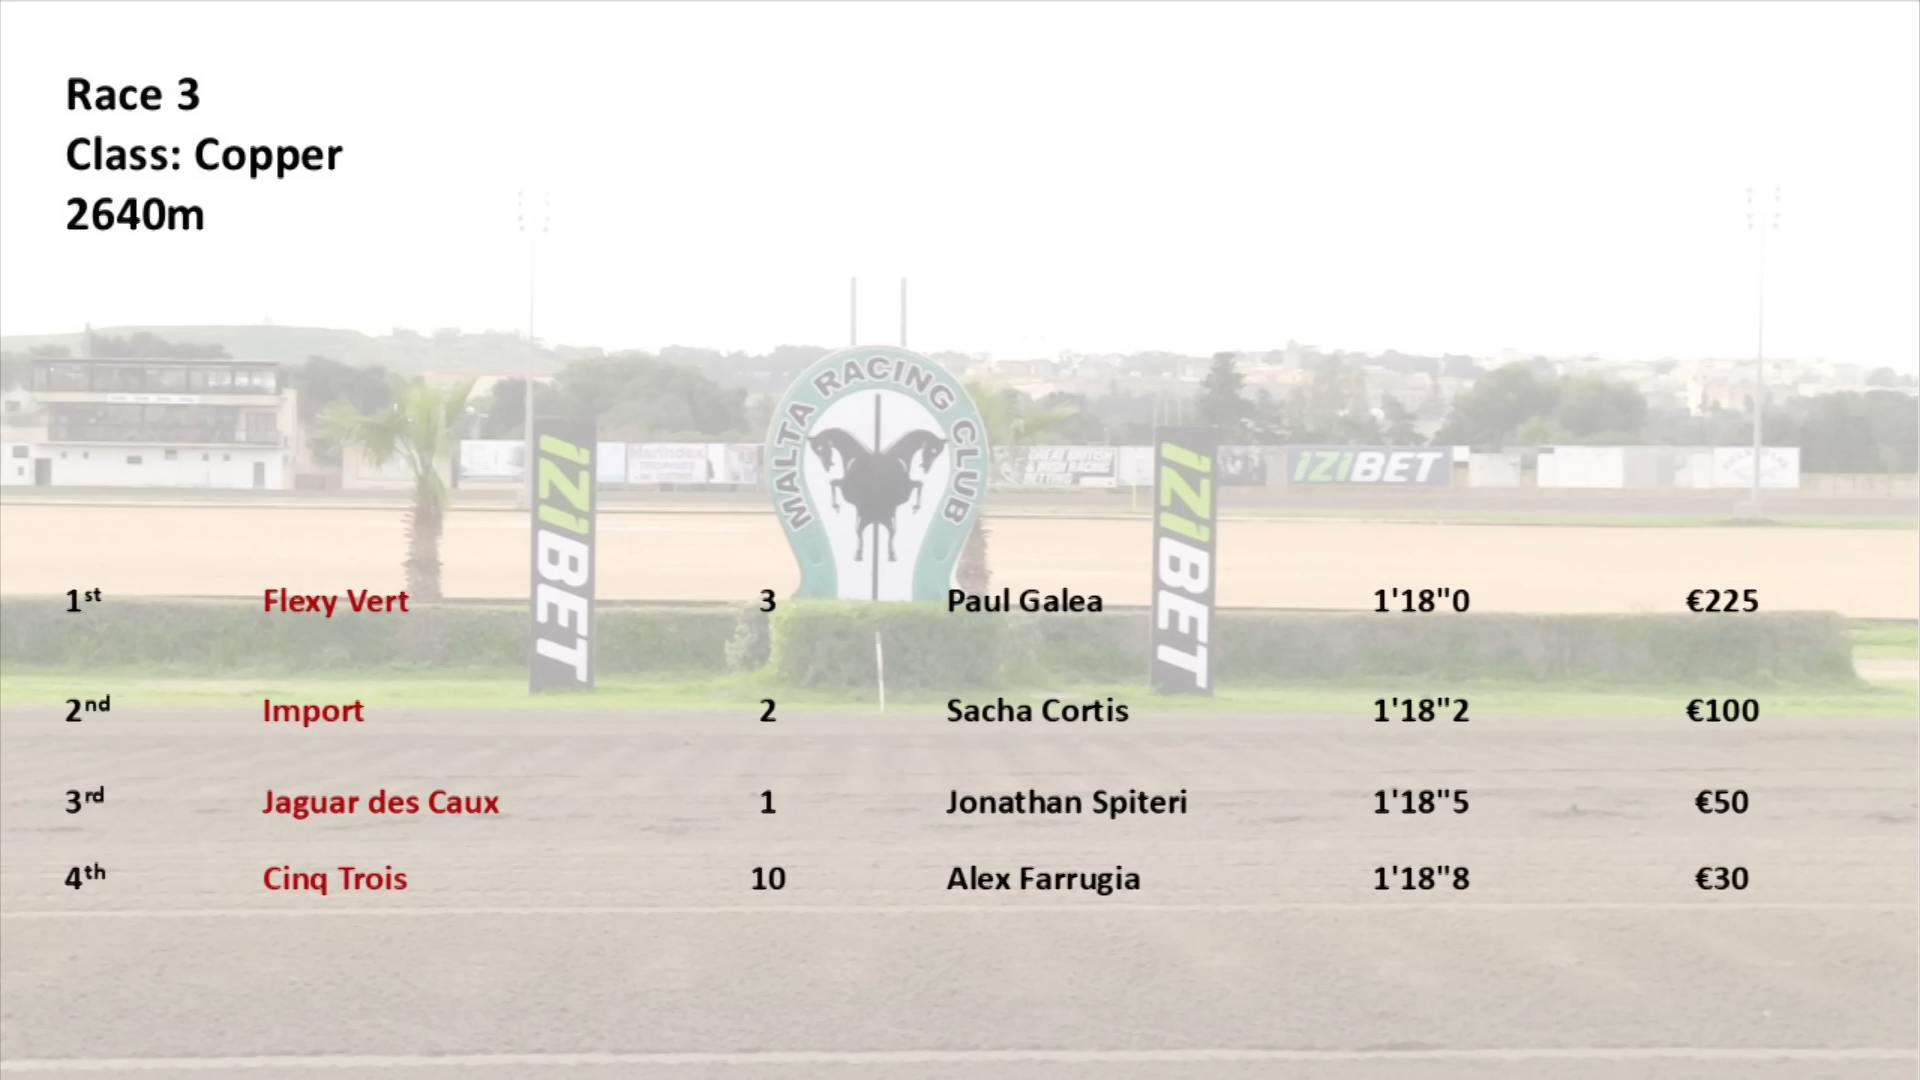 Race 3
Class: Copper
2640m
MALTA RACING CLUB
IZIBET
IZIBET
IZIBET
1st Flexy Vert 3 Paul Galea 1'18"0 €225
2nd Import 2 Sacha Cortis 1'18"2 €100
3rd Jaguar des Caux 1 Jonathan Spiteri 1'18"5 €50
4th Cinq Trois 10 Alex Farrugia 1'18"8 €30